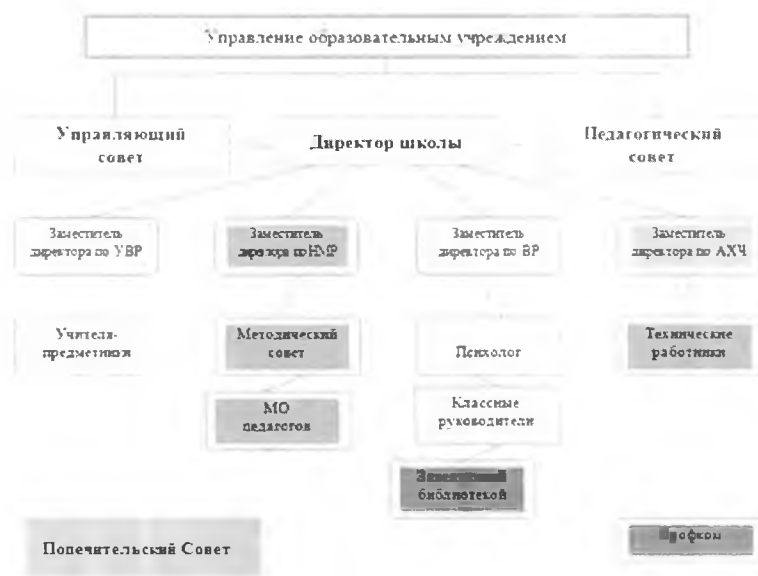 Управление образовательным учреждением
Управляющий
совет
Директор школы
Педагогический
совет
Заместитель
директора по УВР
Заместитель
директора по НМР
Заместитель
директора по ВР
Заместитель
директора по АХЧ
Учителя-
предметники
Методический
совет
Психолог
Технические
работники
МО
педагогов
Классные
руководители
библиотекой
Попечительский Совет
Профком